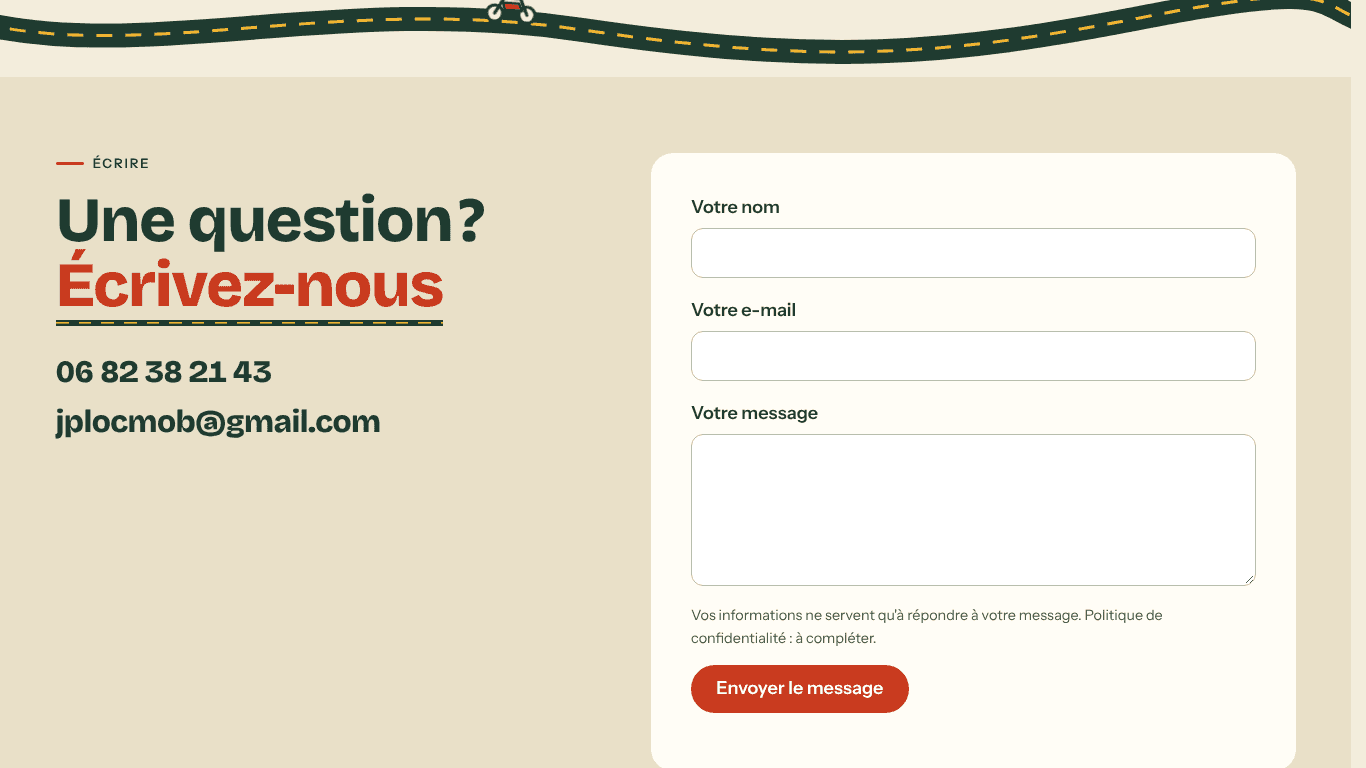 ÉCRIRE
Une question ?
Écrivez-nous
06 82 38 21 43
jplocmob@gmail.com
Votre nom
Votre e-mail
Votre message
Vos informations ne servent qu'à répondre à votre message. Politique de
confidentialité : à compléter.
Envoyer le message